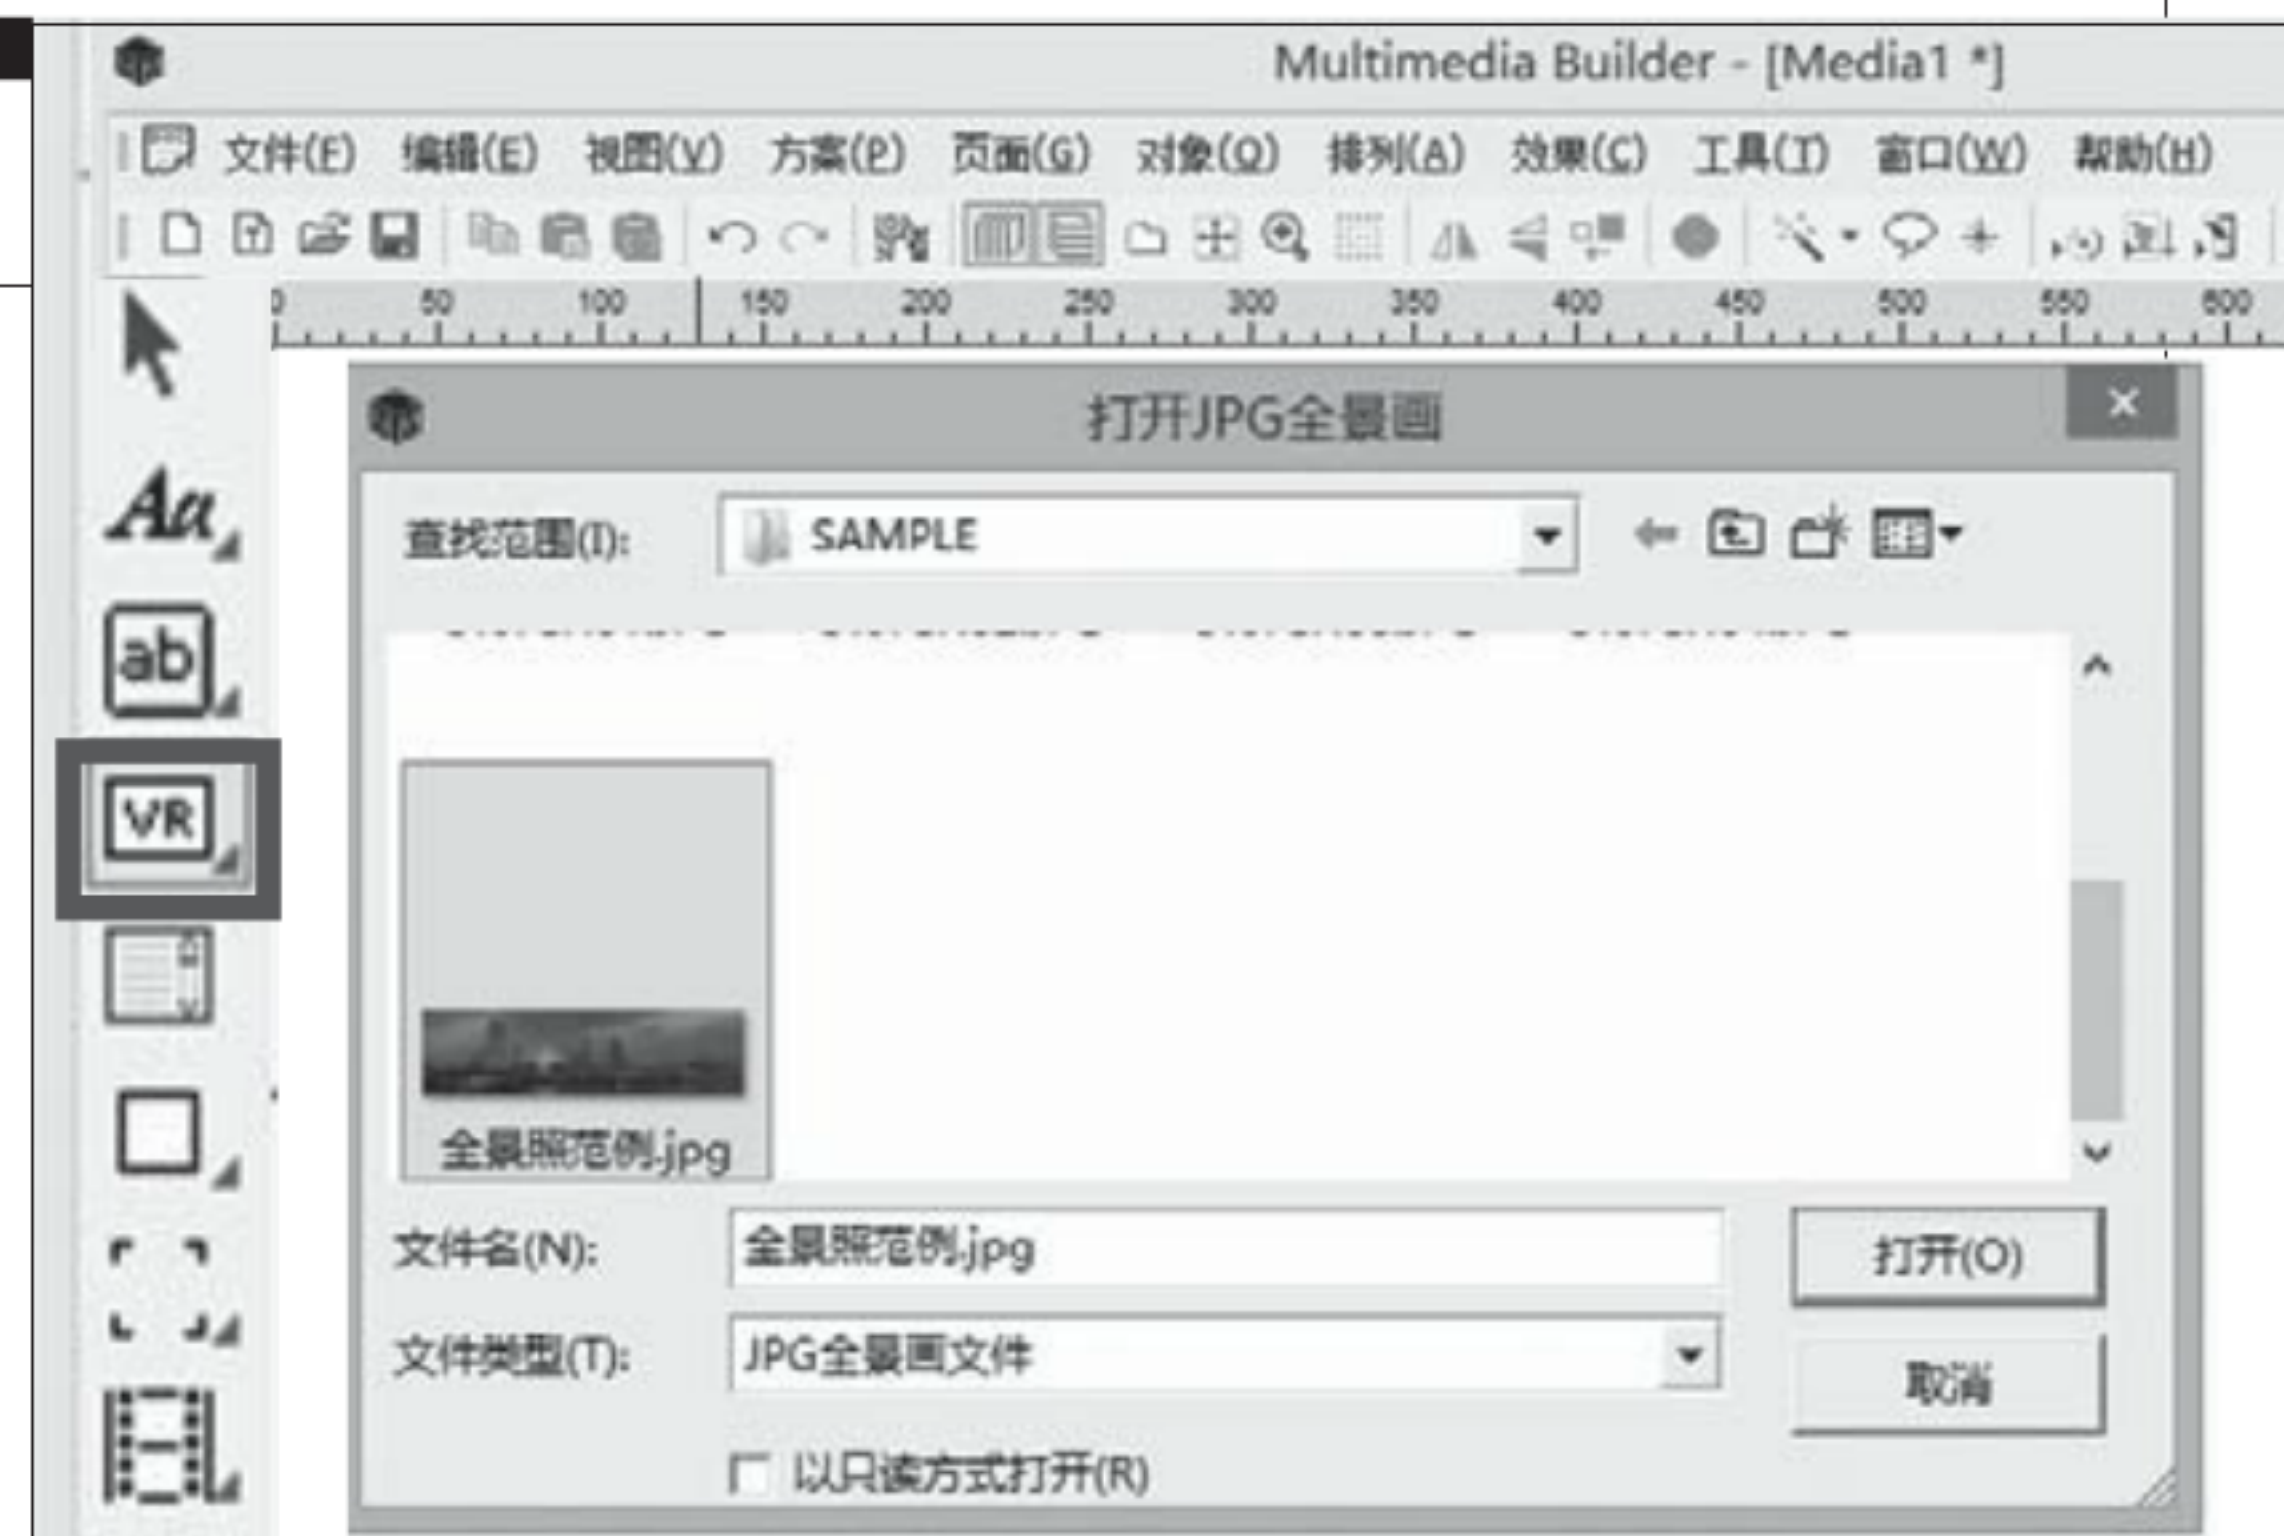 Multimedia Builder - [Media1 *]
文件(F) 编辑(E) 视图(V) 方案(P) 页面(G) 对象(O) 排列(A) 效果(C) 工具(T) 窗口(W) 帮助(H)
0 50 100 150 200 250 300 350 400 450 500 550 600
打开JPG全景画
Aa
查找范围(I): SAMPLE
ab
VR
全景照范例.jpg
文件名(N): 全景照范例.jpg 打开(O)
文件类型(T): JPG全景画文件 取消
以只读方式打开(R)